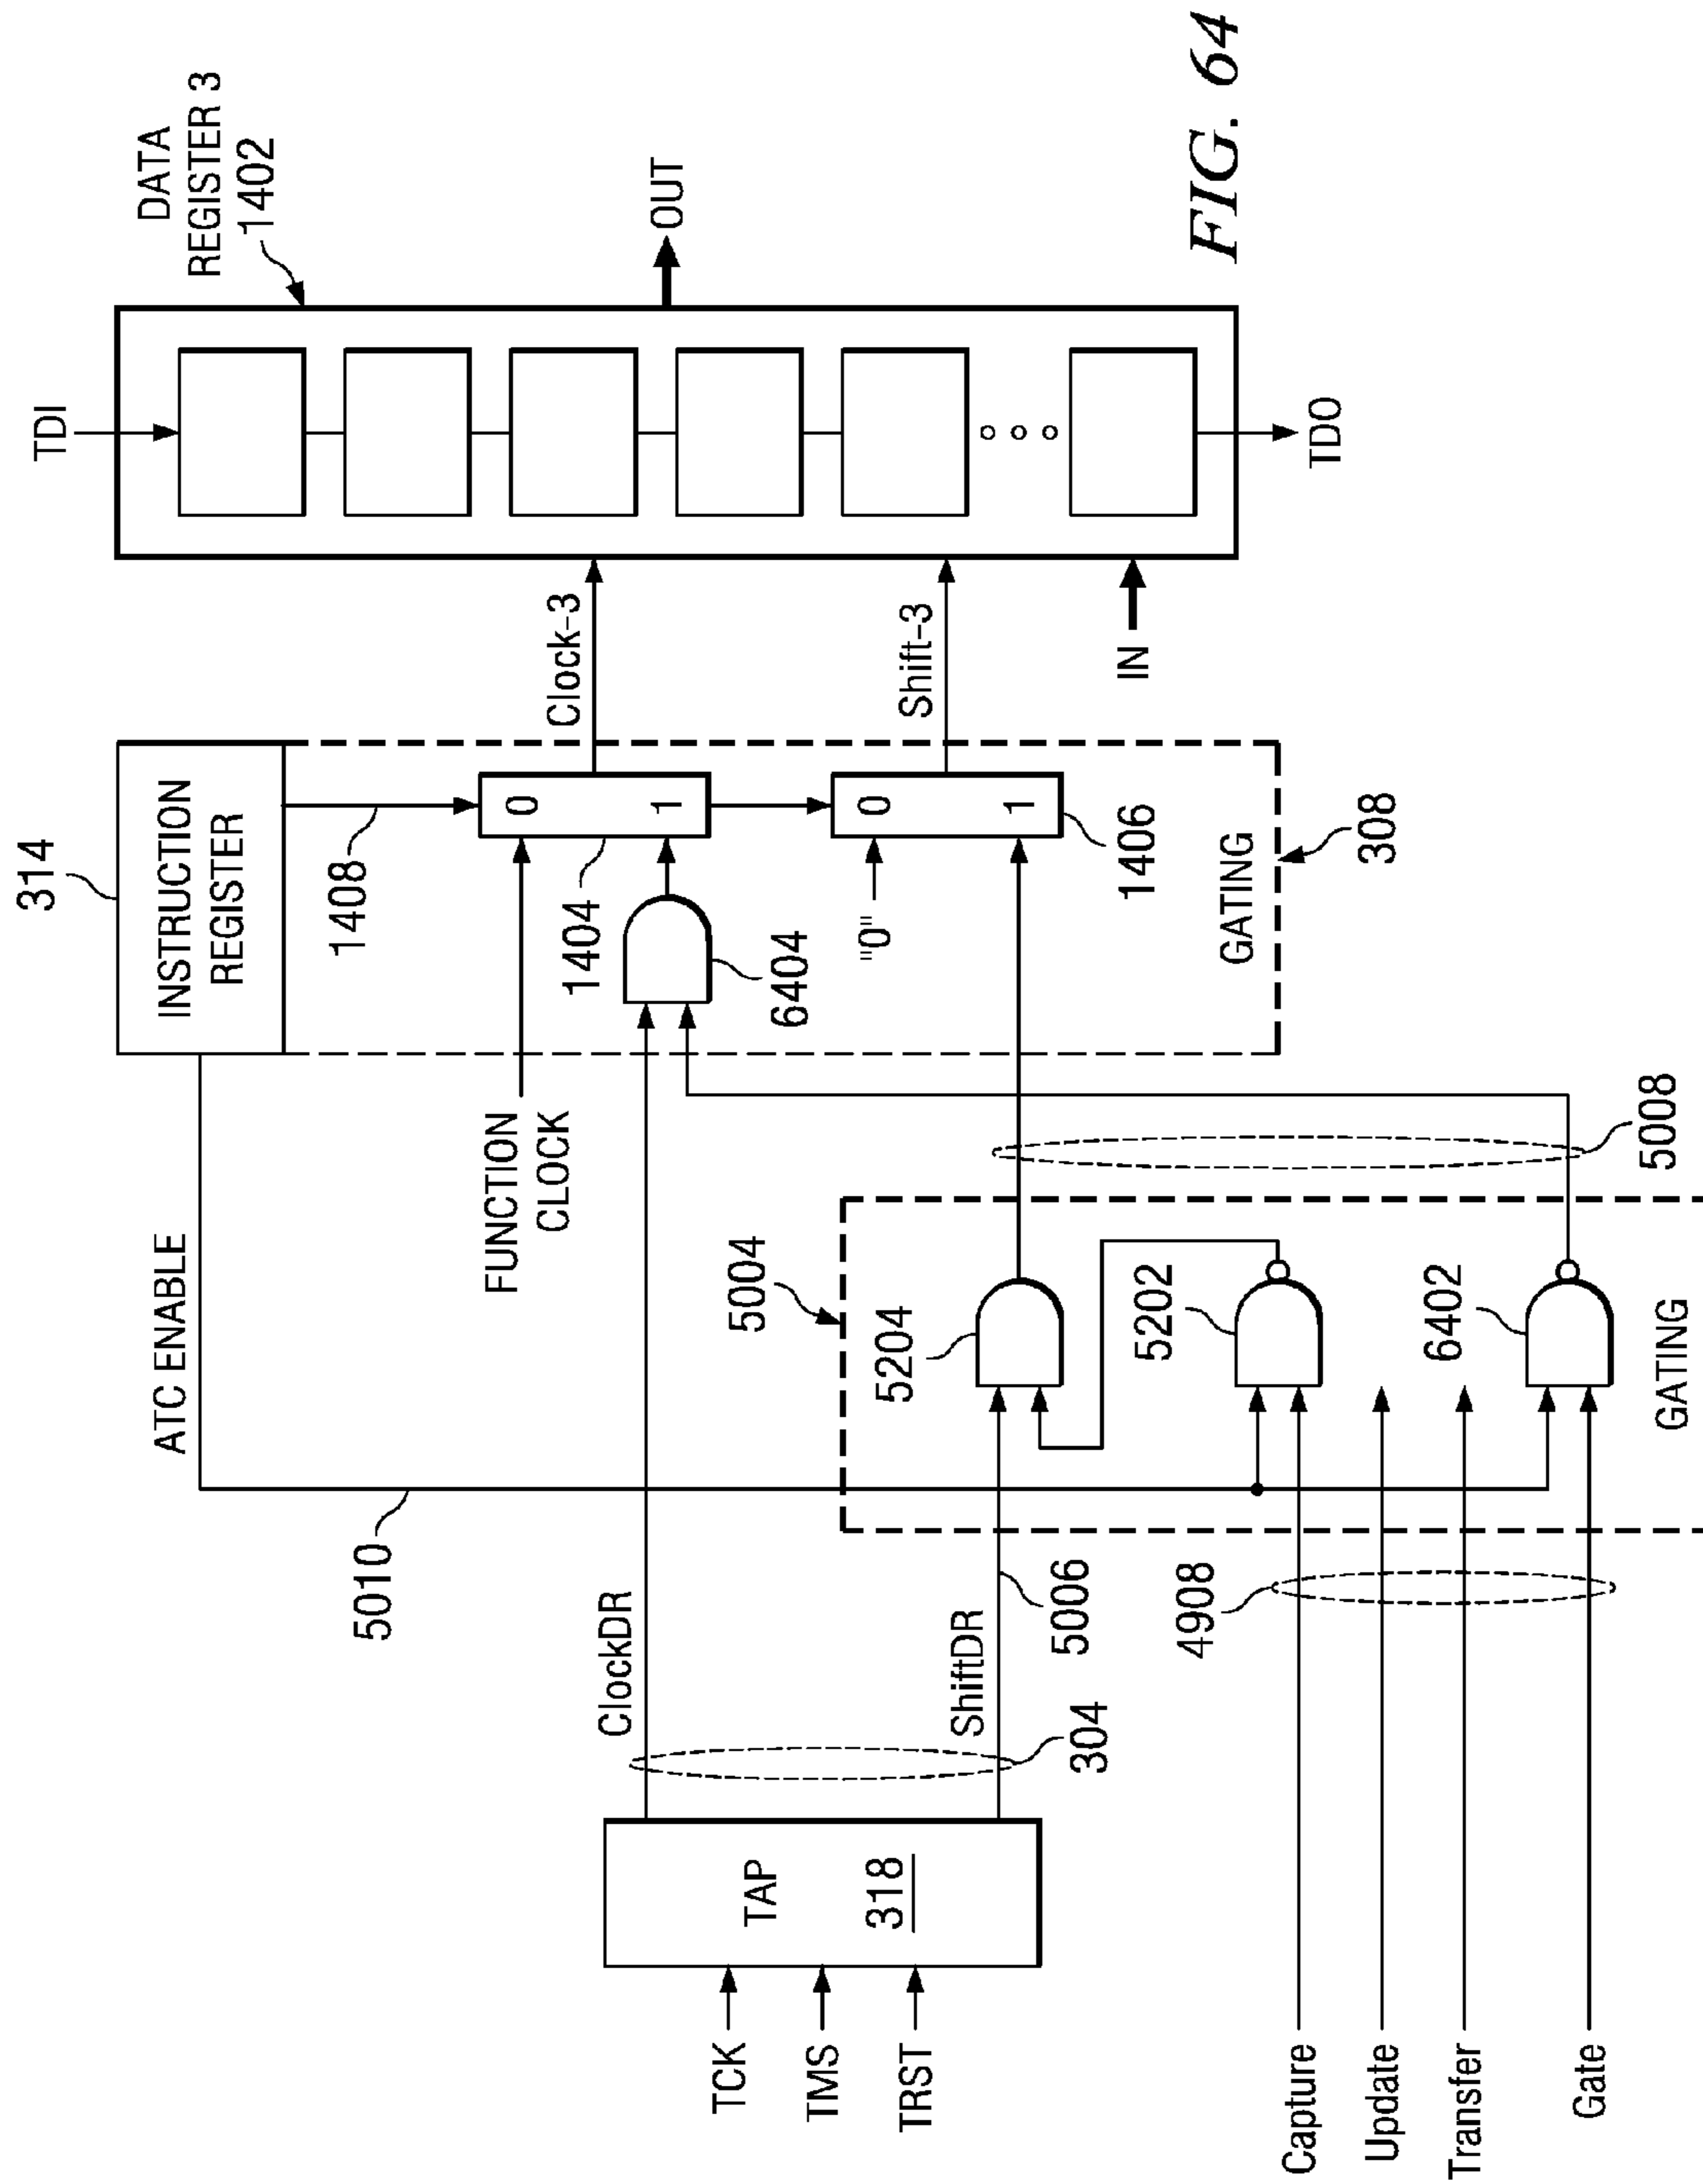 314
INSTRUCTION
REGISTER
ATC ENABLE
5010
1408
FUNCTION
CLOCK
0
1
1404
6404
Clock-3
"0"
0
1
1406
Shift-3
GATING
308
TDI
DATA
REGISTER 3
1402
OUT
IN
TDO
TCK
TMS
TRST
TAP
318
ClockDR
ShiftDR
304
5006
5004
5204
5202
6402
GATING
5008
4908
Capture
Update
Transfer
Gate
FIG. 64